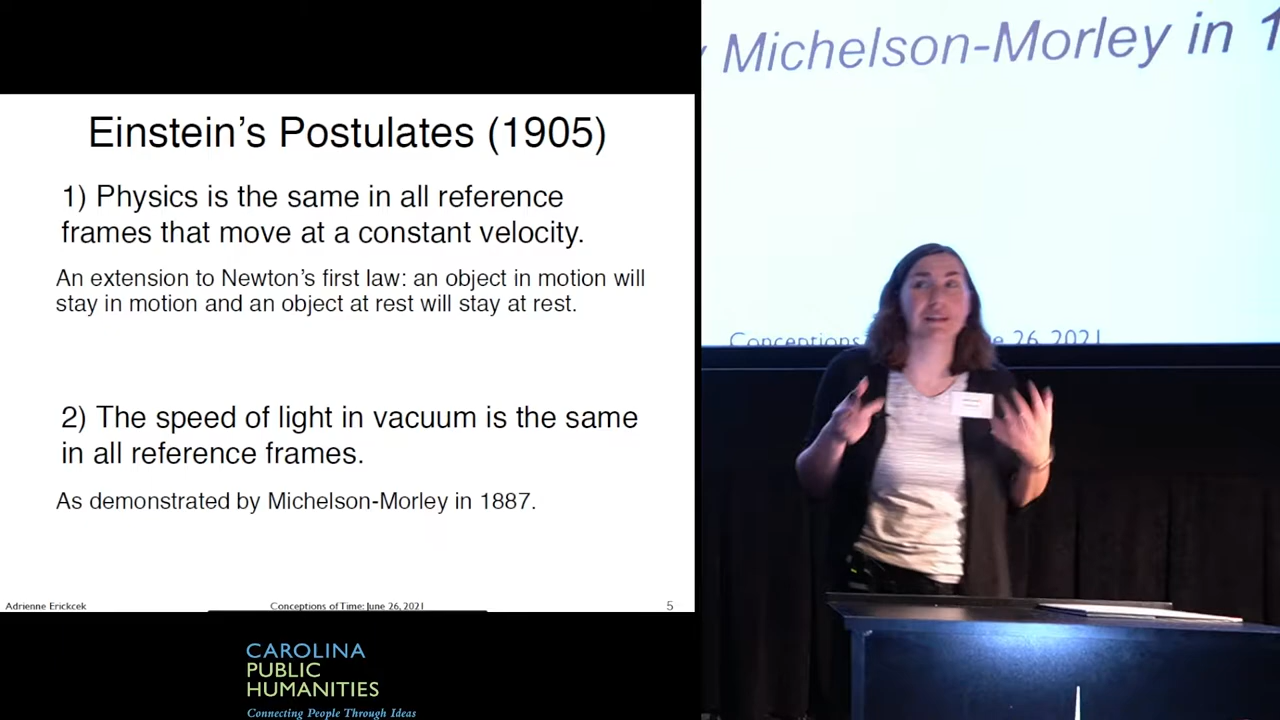 Einstein's Postulates (1905)
1) Physics is the same in all reference
frames that move at a constant velocity.
An extension to Newton's first law: an object in motion will
stay in motion and an object at rest will stay at rest.
2) The speed of light in vacuum is the same
in all reference frames.
As demonstrated by Michelson-Morley in 1887.
Adrienne Erickcek
Conceptions of Time: June 26, 2021
5
CAROLINA
PUBLIC
HUMANITIES
Connecting People Through Ideas
Michelson-Morley in 1
Conceptions
26, 2021